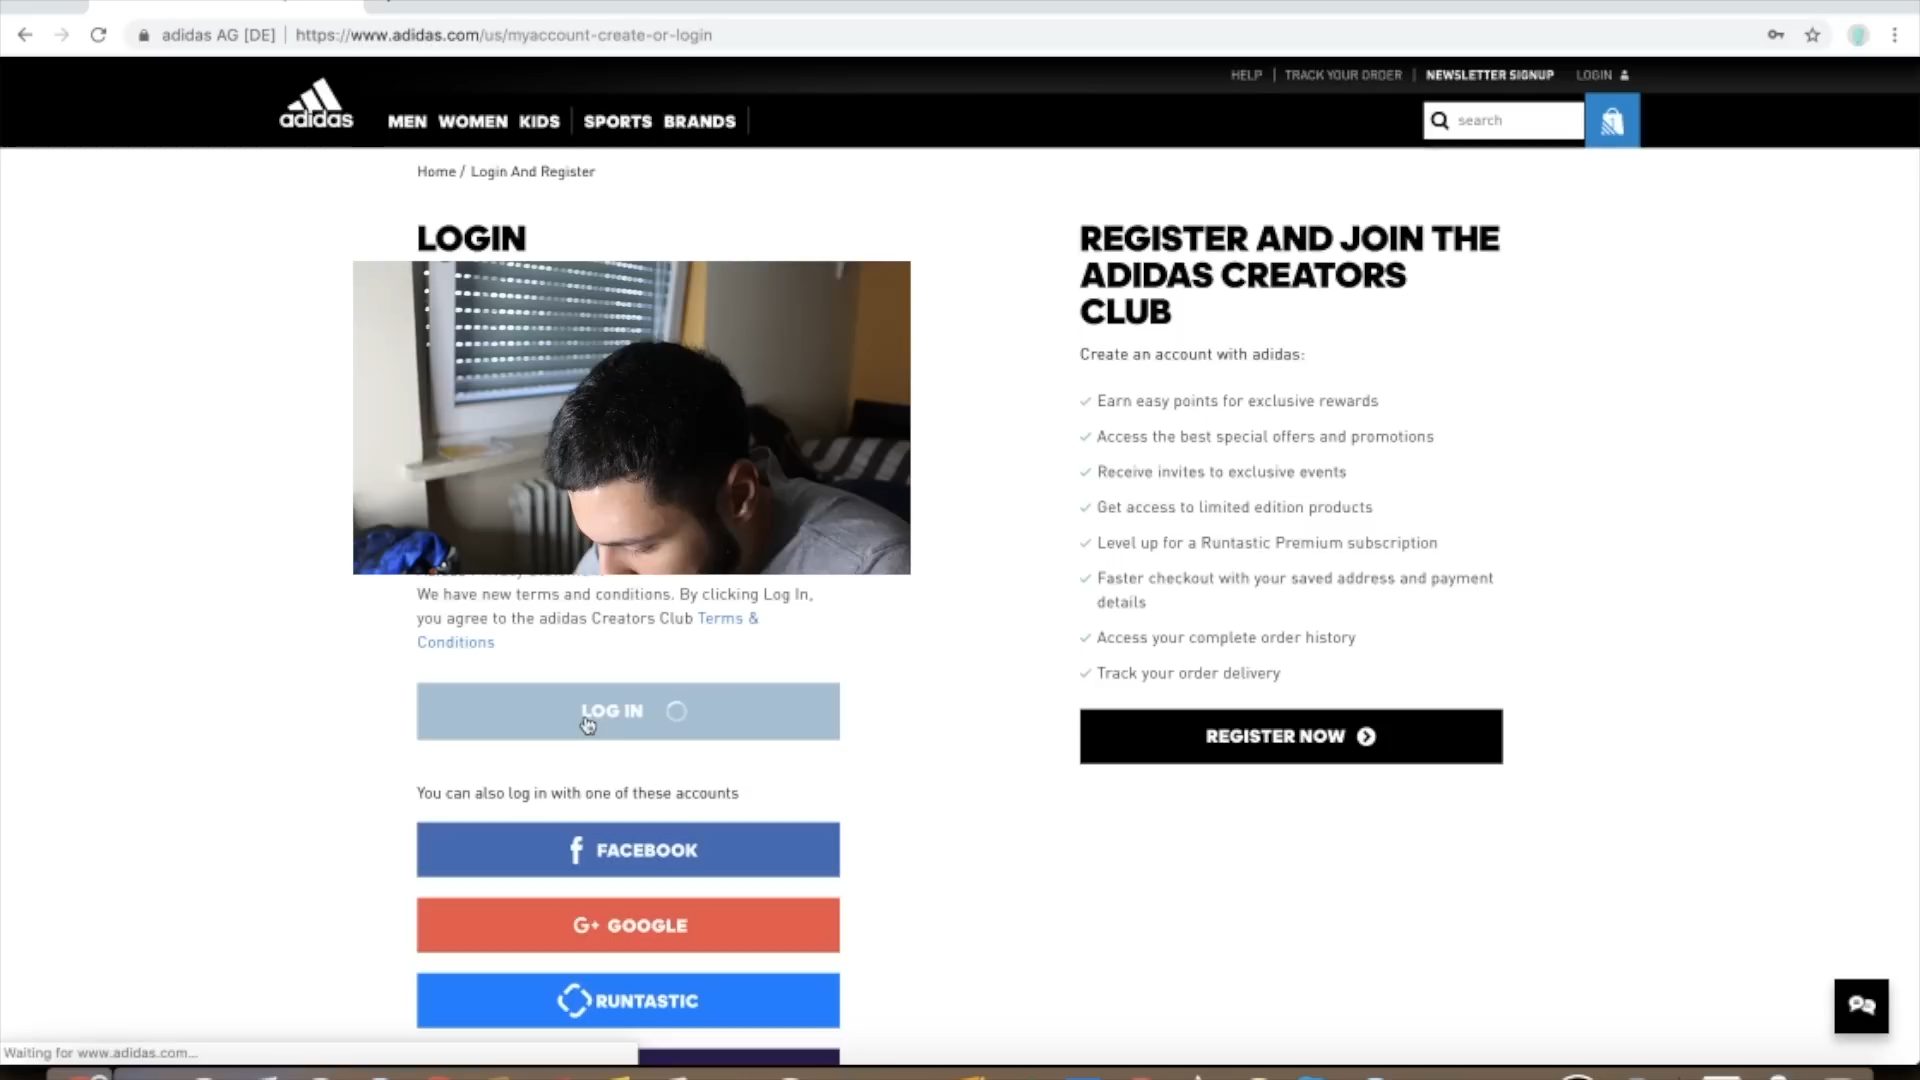 adidas AG [DE] | https://www.adidas.com/us/myaccount-create-or-login
HELP | TRACK YOUR ORDER | NEWSLETTER SIGNUP LOGIN
adidas
MEN WOMEN KIDS SPORTS BRANDS
search
1
Home / Login And Register
LOGIN
We have new terms and conditions. By clicking Log In,
you agree to the adidas Creators Club Terms &
Conditions
LOG IN
You can also log in with one of these accounts
f FACEBOOK
G+ GOOGLE
RUNTASTIC
REGISTER AND JOIN THE
ADIDAS CREATORS
CLUB
Create an account with adidas:
Earn easy points for exclusive rewards
Access the best special offers and promotions
Receive invites to exclusive events
Get access to limited edition products
Level up for a Runtastic Premium subscription
Faster checkout with your saved address and payment
details
Access your complete order history
Track your order delivery
REGISTER NOW
Waiting for www.adidas.com...